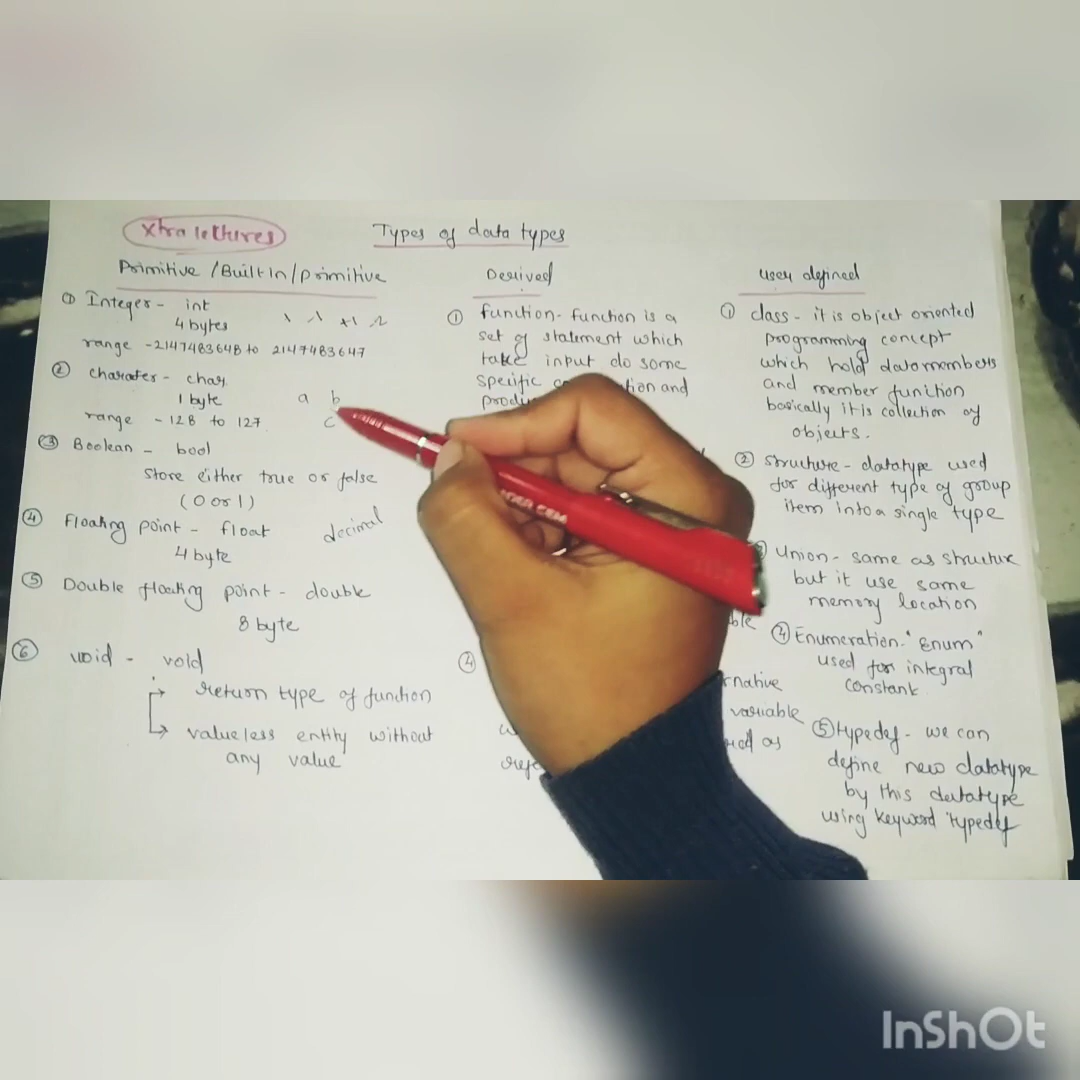 Xtra lectures
Types of data types
Primitive / Built In / primitive
① Integer - int
4 bytes
range -2147483648 to 2147483647
② charater - char
1 byte
a b
c
range -128 to 127
③ Boolean - bool
Store either true or false
(0 or 1)
④ Floating point - float
decimal
4 byte
⑤ Double floating point - double
8 byte
⑥ void - void
return type of function
valueless entity without
any value
Derived
① function - function is a
set of statement which
take input do some
specific
and
④
variable
as
user defined
① class - it is object oriented
programming concept
which hold datamembers
and member function
basically it is collection of
objects.
② structure - datatype used
for different type of group
item into a single type
Union - same as structure
but it use same
memory location
④ Enumeration - "Enum"
used for integral
constant.
⑤ typedef - we can
define new datatype
by this datatype
using keyword 'typedef'
POWER GEM
InShOt